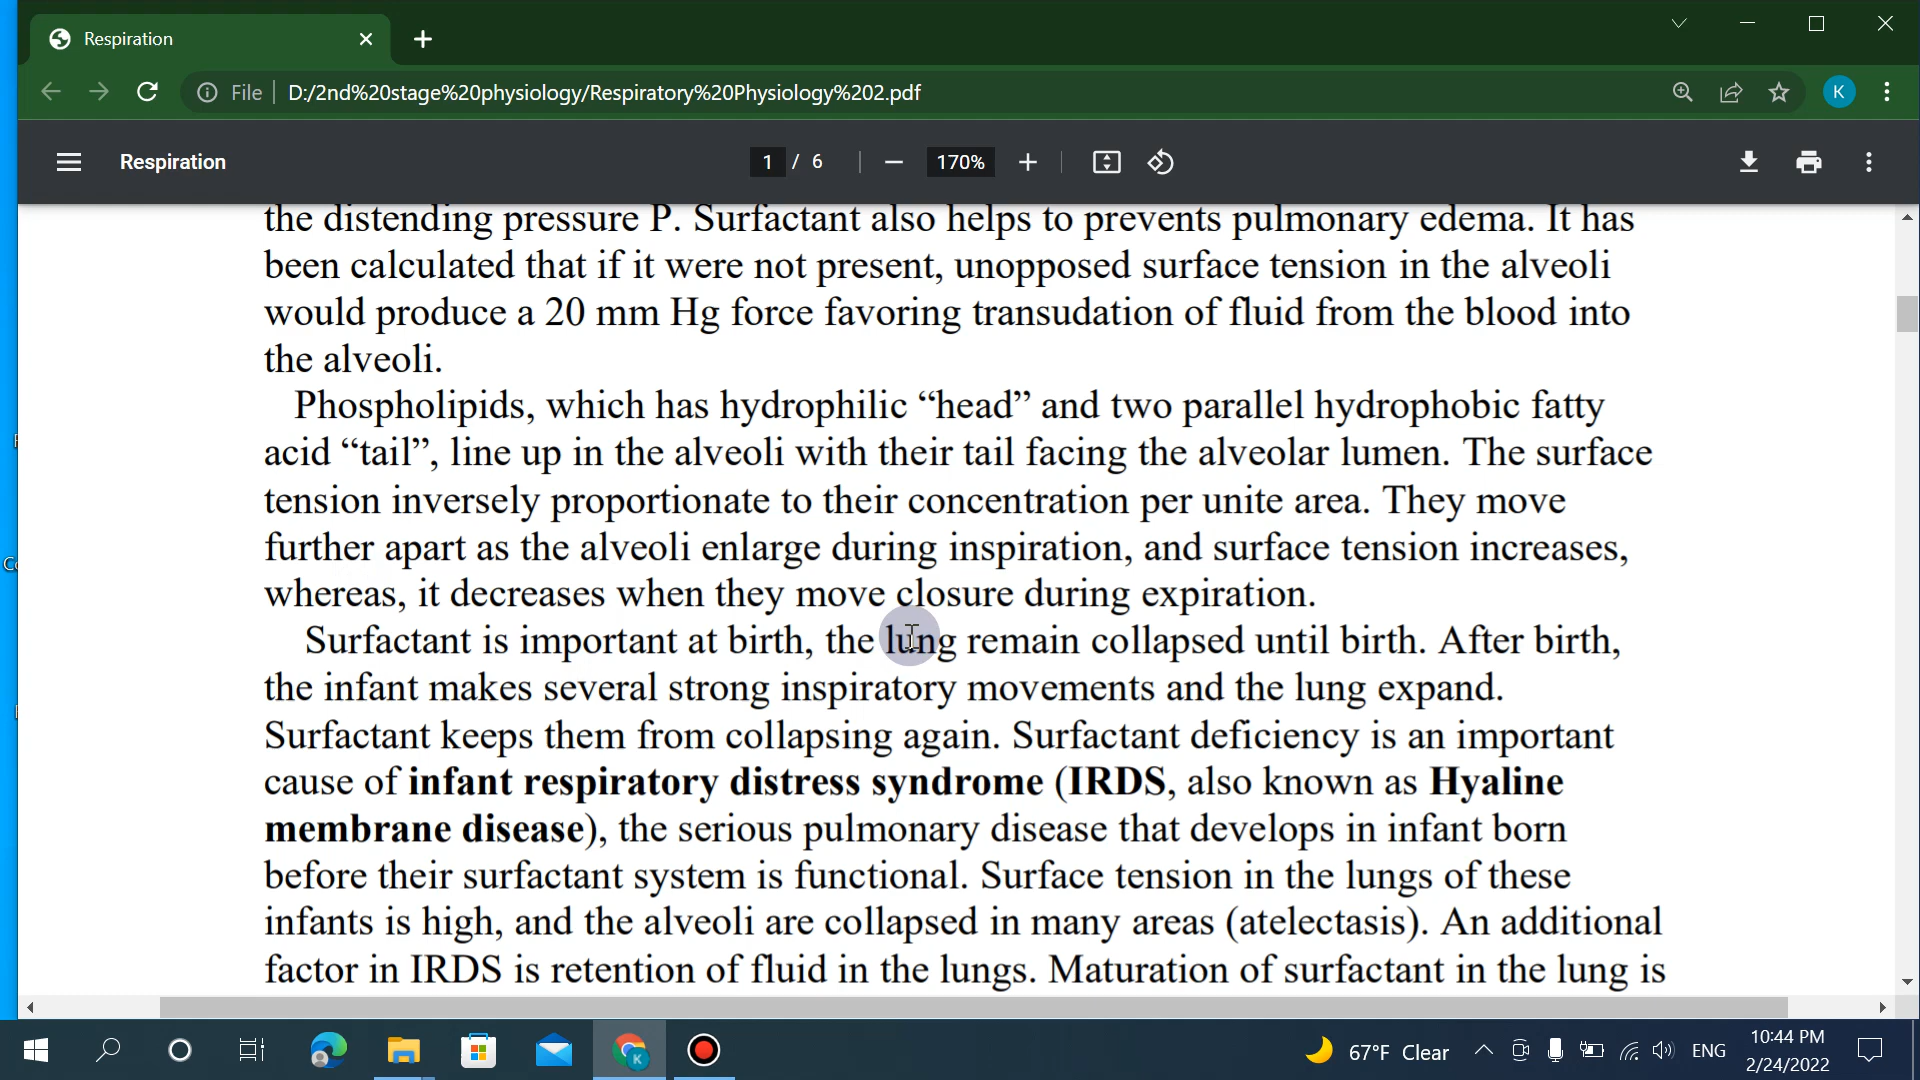 Respiration
File
D:/2nd%20stage%20physiology/Respiratory%20Physiology%202.pdf
K
Respiration
1 / 6
170%
the distending pressure P. Surfactant also helps to prevents pulmonary edema. It has
been calculated that if it were not present, unopposed surface tension in the alveoli
would produce a 20 mm Hg force favoring transudation of fluid from the blood into
the alveoli.
Phospholipids, which has hydrophilic “head” and two parallel hydrophobic fatty
acid “tail”, line up in the alveoli with their tail facing the alveolar lumen. The surface
tension inversely proportionate to their concentration per unite area. They move
further apart as the alveoli enlarge during inspiration, and surface tension increases,
whereas, it decreases when they move closure during expiration.
Surfactant is important at birth, the lung remain collapsed until birth. After birth,
the infant makes several strong inspiratory movements and the lung expand.
Surfactant keeps them from collapsing again. Surfactant deficiency is an important
cause of infant respiratory distress syndrome (IRDS, also known as Hyaline
membrane disease), the serious pulmonary disease that develops in infant born
before their surfactant system is functional. Surface tension in the lungs of these
infants is high, and the alveoli are collapsed in many areas (atelectasis). An additional
factor in IRDS is retention of fluid in the lungs. Maturation of surfactant in the lung is
K
67°F Clear
ENG
10:44 PM
2/24/2022